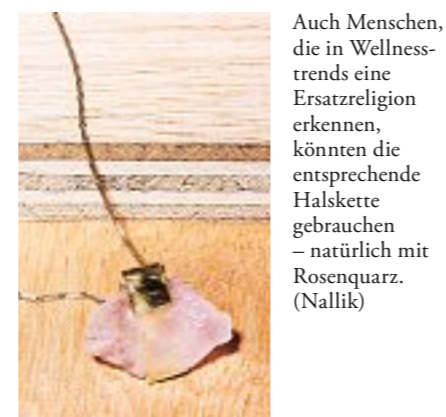 Auch Menschen,
die in Wellness-
trends eine
Ersatzreligion
erkennen,
könnten die
entsprechende
Halskette
gebrauchen
– natürlich mit
Rosenquarz.
(Nallik)